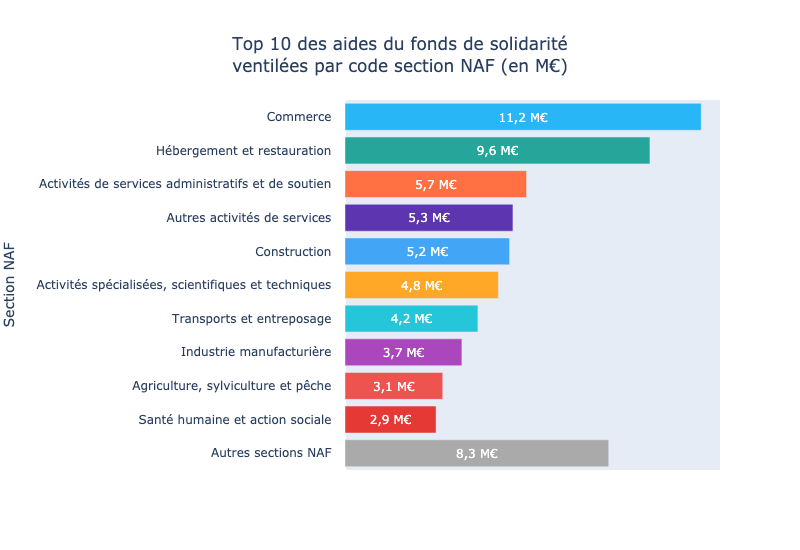 Top 10 des aides du fonds de solidarité
ventilées par code section NAF (en M€)
Section NAF
Commerce 11,2 M€
Hébergement et restauration 9,6 M€
Activités de services administratifs et de soutien 5,7 M€
Autres activités de services 5,3 M€
Construction 5,2 M€
Activités spécialisées, scientifiques et techniques 4,8 M€
Transports et entreposage 4,2 M€
Industrie manufacturière 3,7 M€
Agriculture, sylviculture et pêche 3,1 M€
Santé humaine et action sociale 2,9 M€
Autres sections NAF 8,3 M€